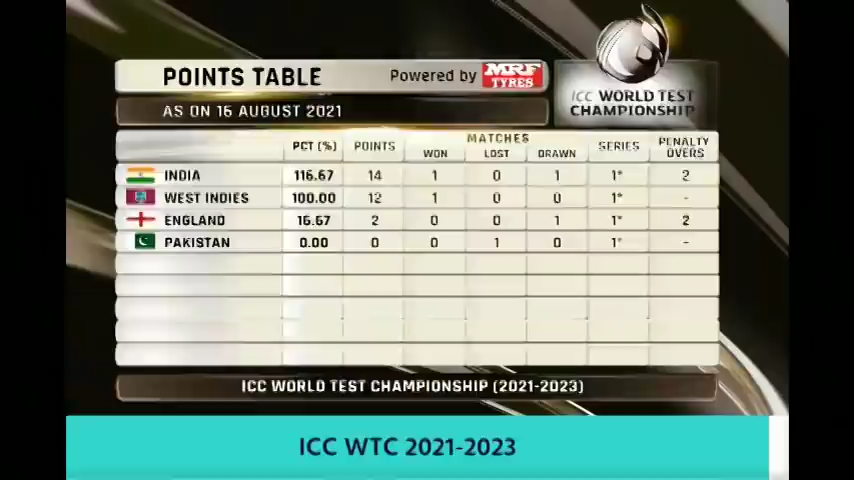 POINTS TABLE Powered by MRF TYRES
ICC WORLD TEST CHAMPIONSHIP
AS ON 16 AUGUST 2021
PCT (%) POINTS MATCHES WON LOST DRAWN SERIES PENALTY OVERS
INDIA 116.67 14 1 0 1 1* 2
WEST INDIES 100.00 12 1 0 0 1* -
ENGLAND 16.67 2 0 0 1 1* 2
PAKISTAN 0.00 0 0 1 0 1* -
ICC WORLD TEST CHAMPIONSHIP (2021-2023)
ICC WTC 2021-2023